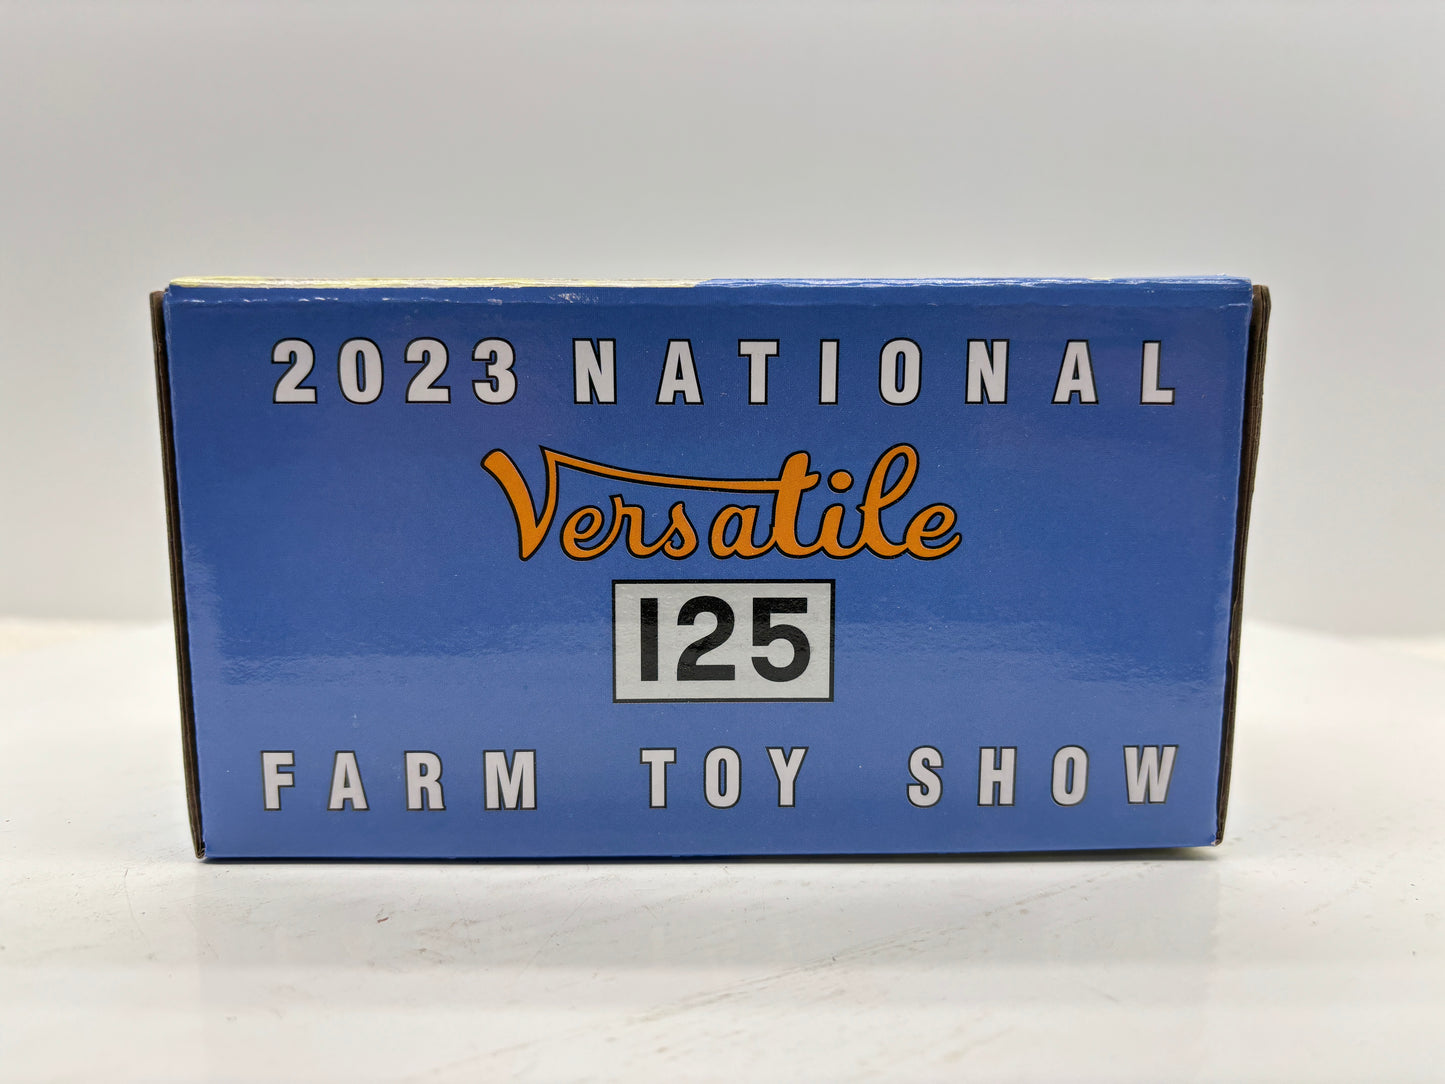 2023 NATIONAL
Versatile
125
FARM TOY SHOW